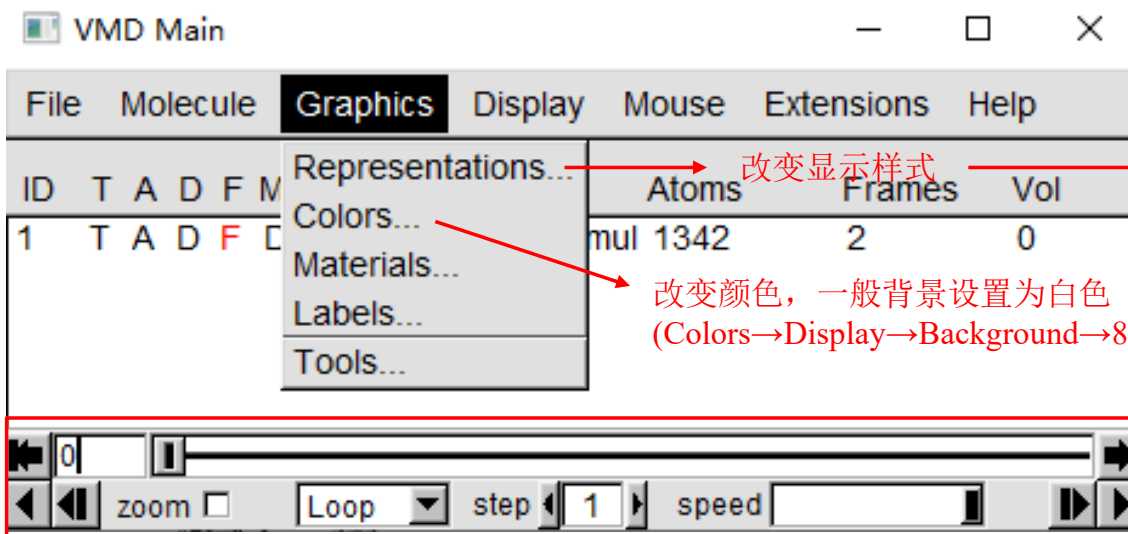 VMD Main
File Molecule Graphics Display Mouse Extensions Help
Representations... 改变显示样式
ID T A D F M Atoms Frames Vol
Colors...
1 T A D F D mul 1342 2 0
Materials...
改变颜色，一般背景设置为白色
Labels...
(Colors→Display→Background→8
Tools...
0
zoom Loop step 1 speed